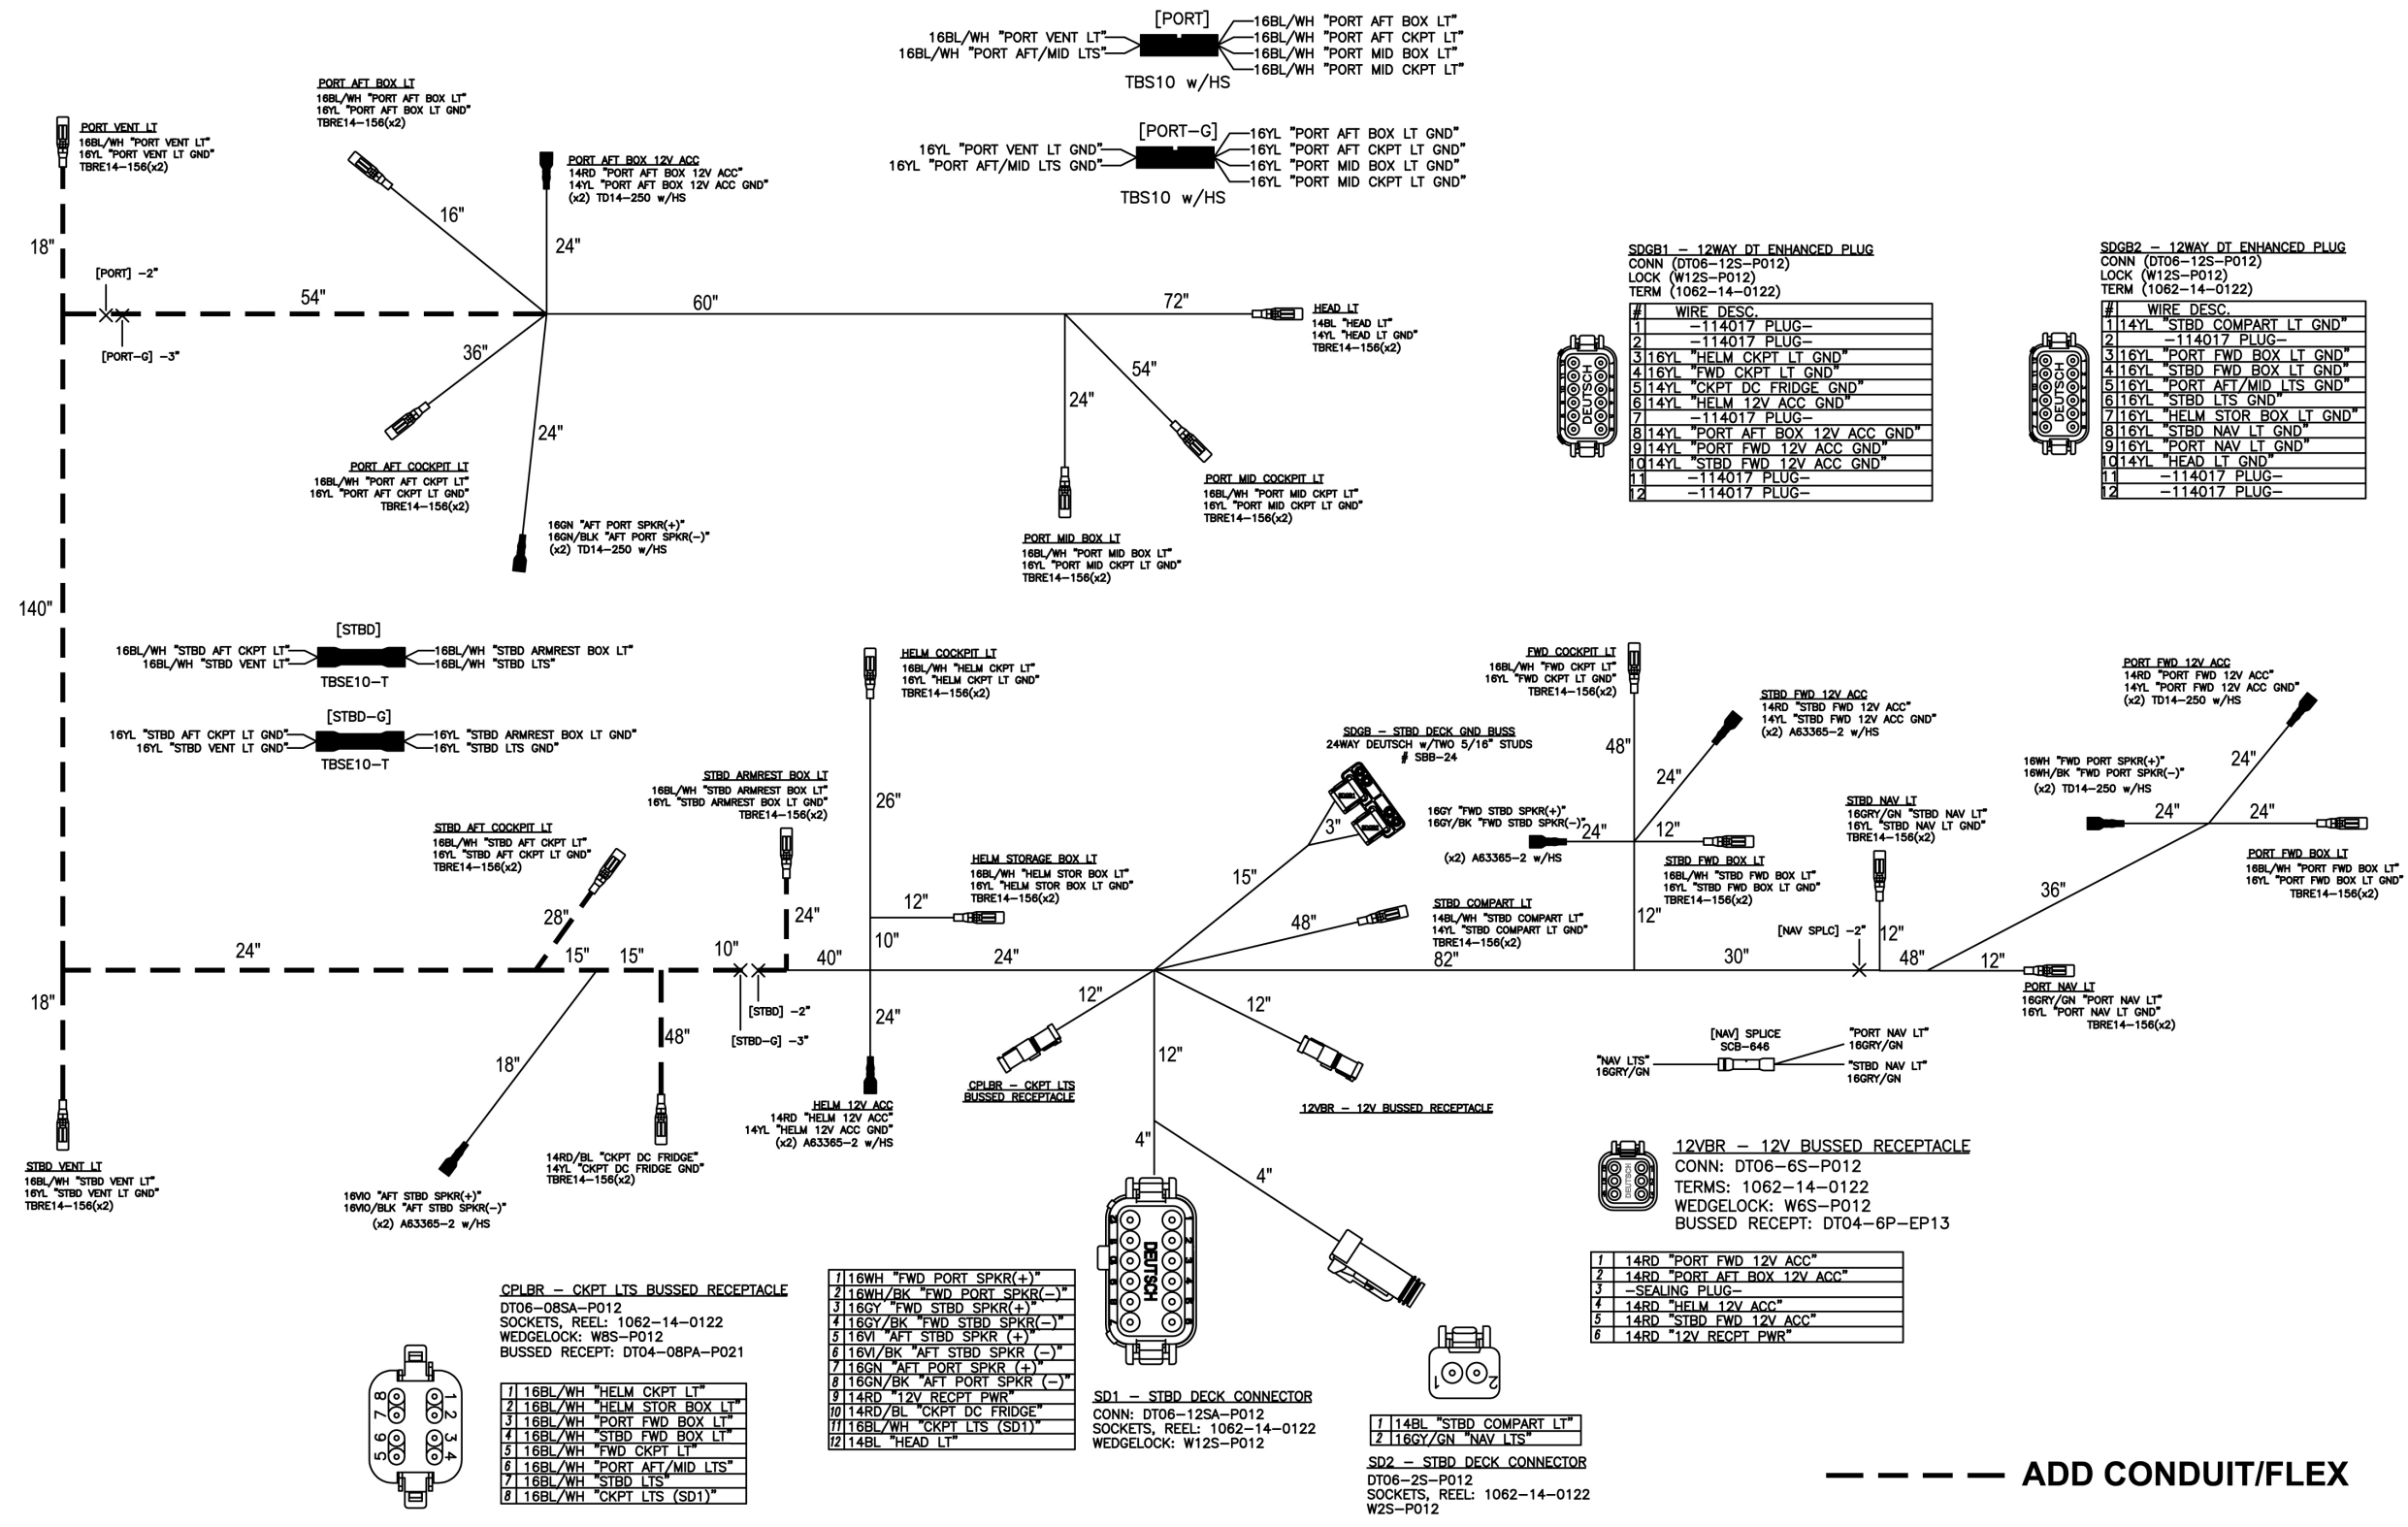 [PORT]
16BL/WH "PORT VENT LT"
16BL/WH "PORT AFT/MID LTS"
16BL/WH "PORT AFT BOX LT"
16BL/WH "PORT AFT CKPT LT"
16BL/WH "PORT MID BOX LT"
16BL/WH "PORT MID CKPT LT"
TBS10 w/HS
[PORT-G]
16YL "PORT VENT LT GND"
16YL "PORT AFT/MID LTS GND"
16YL "PORT AFT BOX LT GND"
16YL "PORT AFT CKPT LT GND"
16YL "PORT MID BOX LT GND"
16YL "PORT MID CKPT LT GND"
TBS10 w/HS
PORT AFT BOX LT
16BL/WH "PORT AFT BOX LT"
16YL "PORT AFT BOX LT GND"
TBRE14-156(x2)
PORT VENT LT
16BL/WH "PORT VENT LT"
16YL "PORT VENT LT GND"
TBRE14-156(x2)
PORT AFT BOX 12V ACC
14RD "PORT AFT BOX 12V ACC"
14YL "PORT AFT BOX 12V ACC GND"
(x2) TD14-250 w/HS
16"
24"
18"
[PORT] -2"
54"
60"
72"
[PORT-G] -3"
36"
24"
HEAD LT
14BL "HEAD LT"
14YL "HEAD LT GND"
TBRE14-156(x2)
54"
24"
PORT AFT COCKPIT LT
16BL/WH "PORT AFT CKPT LT"
16YL "PORT AFT CKPT LT GND"
TBRE14-156(x2)
16GN "AFT PORT SPKR(+)"
16GN/BLK "AFT PORT SPKR(-)"
(x2) TD14-250 w/HS
PORT MID COCKPIT LT
16BL/WH "PORT MID CKPT LT"
16YL "PORT MID CKPT LT GND"
TBRE14-156(x2)
PORT MID BOX LT
16BL/WH "PORT MID BOX LT"
16YL "PORT MID CKPT LT GND"
TBRE14-156(x2)
SDGB1 - 12WAY DT ENHANCED PLUG
CONN (DT06-12S-P012)
LOCK (W12S-P012)
TERM (1062-14-0122)
# WIRE DESC.
1 -114017 PLUG-
2 -114017 PLUG-
3 16YL "HELM CKPT LT GND"
4 16YL "FWD CKPT LT GND"
5 14YL "CKPT DC FRIDGE GND"
6 14YL "HELM 12V ACC GND"
7 -114017 PLUG-
8 14YL "PORT AFT BOX 12V ACC GND"
9 14YL "PORT FWD 12V ACC GND"
10 14YL "STBD FWD 12V ACC GND"
11 -114017 PLUG-
12 -114017 PLUG-
DEUTSCH
SDGB2 - 12WAY DT ENHANCED PLUG
CONN (DT06-12S-P012)
LOCK (W12S-P012)
TERM (1062-14-0122)
# WIRE DESC.
1 14YL "STBD COMPART LT GND"
2 -114017 PLUG-
3 16YL "PORT FWD BOX LT GND"
4 16YL "STBD FWD BOX LT GND"
5 16YL "PORT AFT/MID LTS GND"
6 16YL "STBD LTS GND"
7 16YL "HELM STOR BOX LT GND"
8 16YL "STBD NAV LT GND"
9 16YL "PORT NAV LT GND"
10 14YL "HEAD LT GND"
11 -114017 PLUG-
12 -114017 PLUG-
DEUTSCH
140"
[STBD]
16BL/WH "STBD AFT CKPT LT"
16BL/WH "STBD VENT LT"
16BL/WH "STBD ARMREST BOX LT"
16BL/WH "STBD LTS"
TBSE10-T
[STBD-G]
16YL "STBD AFT CKPT LT GND"
16YL "STBD VENT LT GND"
16YL "STBD ARMREST BOX LT GND"
16YL "STBD LTS GND"
TBSE10-T
HELM COCKPIT LT
16BL/WH "HELM CKPT LT"
16YL "HELM CKPT LT GND"
TBRE14-156(x2)
STBD ARMREST BOX LT
16BL/WH "STBD ARMREST BOX LT"
16YL "STBD ARMREST BOX LT GND"
TBRE14-156(x2)
STBD AFT COCKPIT LT
16BL/WH "STBD AFT CKPT LT"
16YL "STBD AFT CKPT LT GND"
TBRE14-156(x2)
26"
HELM STORAGE BOX LT
16BL/WH "HELM STOR BOX LT"
16YL "HELM STOR BOX LT GND"
TBRE14-156(x2)
12"
28"
24"
10"
24"
15"
15"
10"
40"
24"
SDGB - STBD DECK GND BUSS
24WAY DEUTSCH w/TWO 5/16" STUDS
# SBB-24
3"
15"
48"
STBD COMPART LT
14BL/WH "STBD COMPART LT"
14YL "STBD COMPART LT GND"
TBRE14-156(x2)
82"
FWD COCKPIT LT
16BL/WH "FWD CKPT LT"
16YL "FWD CKPT LT GND"
TBRE14-156(x2)
48"
STBD FWD 12V ACC
14RD "STBD FWD 12V ACC"
14YL "STBD FWD 12V ACC GND"
(x2) A63365-2 w/HS
24"
16GY "FWD STBD SPKR(+)"
16GY/BK "FWD STBD SPKR(-)"
(x2) A63365-2 w/HS
24"
12"
STBD FWD BOX LT
16BL/WH "STBD FWD BOX LT"
16YL "STBD FWD BOX LT GND"
TBRE14-156(x2)
12"
30"
PORT FWD 12V ACC
14RD "PORT FWD 12V ACC"
14YL "PORT FWD 12V ACC GND"
(x2) TD14-250 w/HS
16WH "FWD PORT SPKR(+)"
16WH/BK "FWD PORT SPKR(-)"
(x2) TD14-250 w/HS
24"
24"
24"
STBD NAV LT
16GRY/GN "STBD NAV LT"
16YL "STBD NAV LT GND"
TBRE14-156(x2)
PORT FWD BOX LT
16BL/WH "PORT FWD BOX LT"
16YL "PORT FWD BOX LT GND"
TBRE14-156(x2)
36"
[NAV SPLC] -2"
12"
48"
12"
PORT NAV LT
16GRY/GN "PORT NAV LT"
16YL "PORT NAV LT GND"
TBRE14-156(x2)
18"
[STBD] -2"
[STBD-G] -3"
48"
18"
24"
12"
12"
12"
4"
4"
CPLBR - CKPT LTS
BUSSED RECEPTACLE
12VBR - 12V BUSSED RECEPTACLE
[NAV] SPLICE
SCB-646
"NAV LTS"
16GRY/GN
"PORT NAV LT"
16GRY/GN
"STBD NAV LT"
16GRY/GN
HELM 12V ACC
14RD "HELM 12V ACC"
14YL "HELM 12V ACC GND"
(x2) A63365-2 w/HS
STBD VENT LT
16BL/WH "STBD VENT LT"
16YL "STBD VENT LT GND"
TBRE14-156(x2)
16VIO "AFT STBD SPKR(+)"
16VIO/BLK "AFT STBD SPKR(-)"
(x2) A63365-2 w/HS
14RD/BL "CKPT DC FRIDGE"
14YL "CKPT DC FRIDGE GND"
TBRE14-156(x2)
12VBR - 12V BUSSED RECEPTACLE
CONN: DT06-6S-P012
TERMS: 1062-14-0122
WEDGELOCK: W6S-P012
BUSSED RECEPT: DT04-6P-EP13
DEUTSCH
1 14RD "PORT FWD 12V ACC"
2 14RD "PORT AFT BOX 12V ACC"
3 -SEALING PLUG-
4 14RD "HELM 12V ACC"
5 14RD "STBD FWD 12V ACC"
6 14RD "12V RECPT PWR"
CPLBR - CKPT LTS BUSSED RECEPTACLE
DT06-08SA-P012
SOCKETS, REEL: 1062-14-0122
WEDGELOCK: W8S-P012
BUSSED RECEPT: DT04-08PA-P021
8 7 6 5
1 2 3 4
1 16BL/WH "HELM CKPT LT"
2 16BL/WH "HELM STOR BOX LT"
3 16BL/WH "PORT FWD BOX LT"
4 16BL/WH "STBD FWD BOX LT"
5 16BL/WH "FWD CKPT LT"
6 16BL/WH "PORT AFT/MID LTS"
7 16BL/WH "STBD LTS"
8 16BL/WH "CKPT LTS (SD1)"
1 16WH "FWD PORT SPKR(+)"
2 16WH/BK "FWD PORT SPKR(-)"
3 16GY "FWD STBD SPKR(+)"
4 16GY/BK "FWD STBD SPKR(-)"
5 16VI "AFT STBD SPKR (+)"
6 16VI/BK "AFT STBD SPKR (-)"
7 16GN "AFT PORT SPKR (+)"
8 16GN/BK "AFT PORT SPKR (-)"
9 14RD "12V RECPT PWR"
10 14RD/BL "CKPT DC FRIDGE"
11 16BL/WH "CKPT LTS (SD1)"
12 14BL "HEAD LT"
DEUTSCH
SD1 - STBD DECK CONNECTOR
CONN: DT06-12SA-P012
SOCKETS, REEL: 1062-14-0122
WEDGELOCK: W12S-P012
1 2
1 14BL "STBD COMPART LT"
2 16GY/GN "NAV LTS"
SD2 - STBD DECK CONNECTOR
DT06-2S-P012
SOCKETS, REEL: 1062-14-0122
W2S-P012
ADD CONDUIT/FLEX